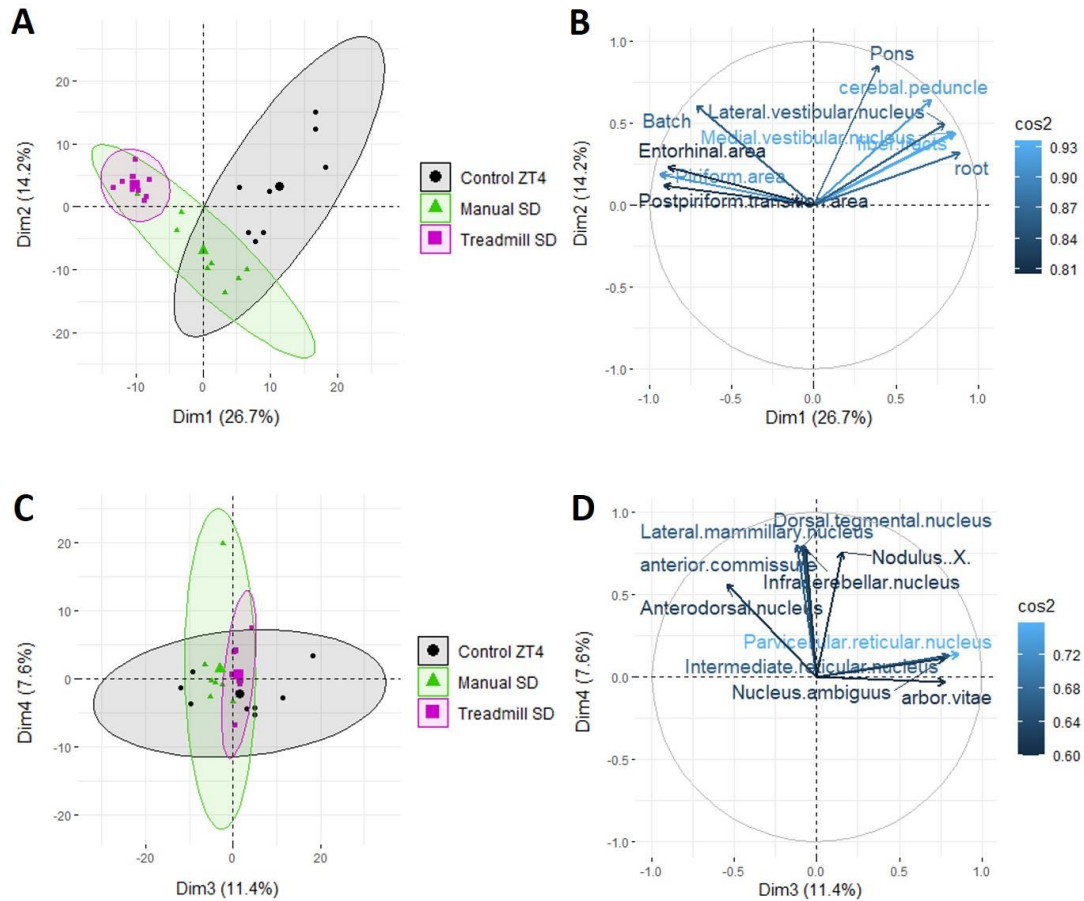 A
Dim2 (14.2%)
20
10
0
-10
-20
-10
0
10
20
Dim1 (26.7%)
Control ZT4
Manual SD
Treadmill SD
B
1.0
0.5
0.0
-0.5
-1.0
-1.0
-0.5
0.0
0.5
1.0
Dim1 (26.7%)
Dim2 (14.2%)
Pons
cerebal.peduncle
Lateral.vestibular.nucleus
Batch
Medial.vestibular.nucleus
fiber.tracts
Entorhinal.area
root
Piriform.area
Postpiriform.transition.area
cos2
0.93
0.90
0.87
0.84
0.81
C
Dim4 (7.6%)
20
10
0
-10
-20
-20
0
20
Dim3 (11.4%)
Control ZT4
Manual SD
Treadmill SD
D
1.0
0.5
0.0
-0.5
-1.0
-1.0
-0.5
0.0
0.5
1.0
Dim3 (11.4%)
Dim4 (7.6%)
Dorsal.tegmental.nucleus
Lateral.mammillary.nucleus
Nodulus..X.
anterior.commissure
Infracerebellar.nucleus
Anterodorsal.nucleus
Parvicellular.reticular.nucleus
Intermediate.reticular.nucleus
Nucleus.ambiguus
arbor.vitae
cos2
0.72
0.68
0.64
0.60